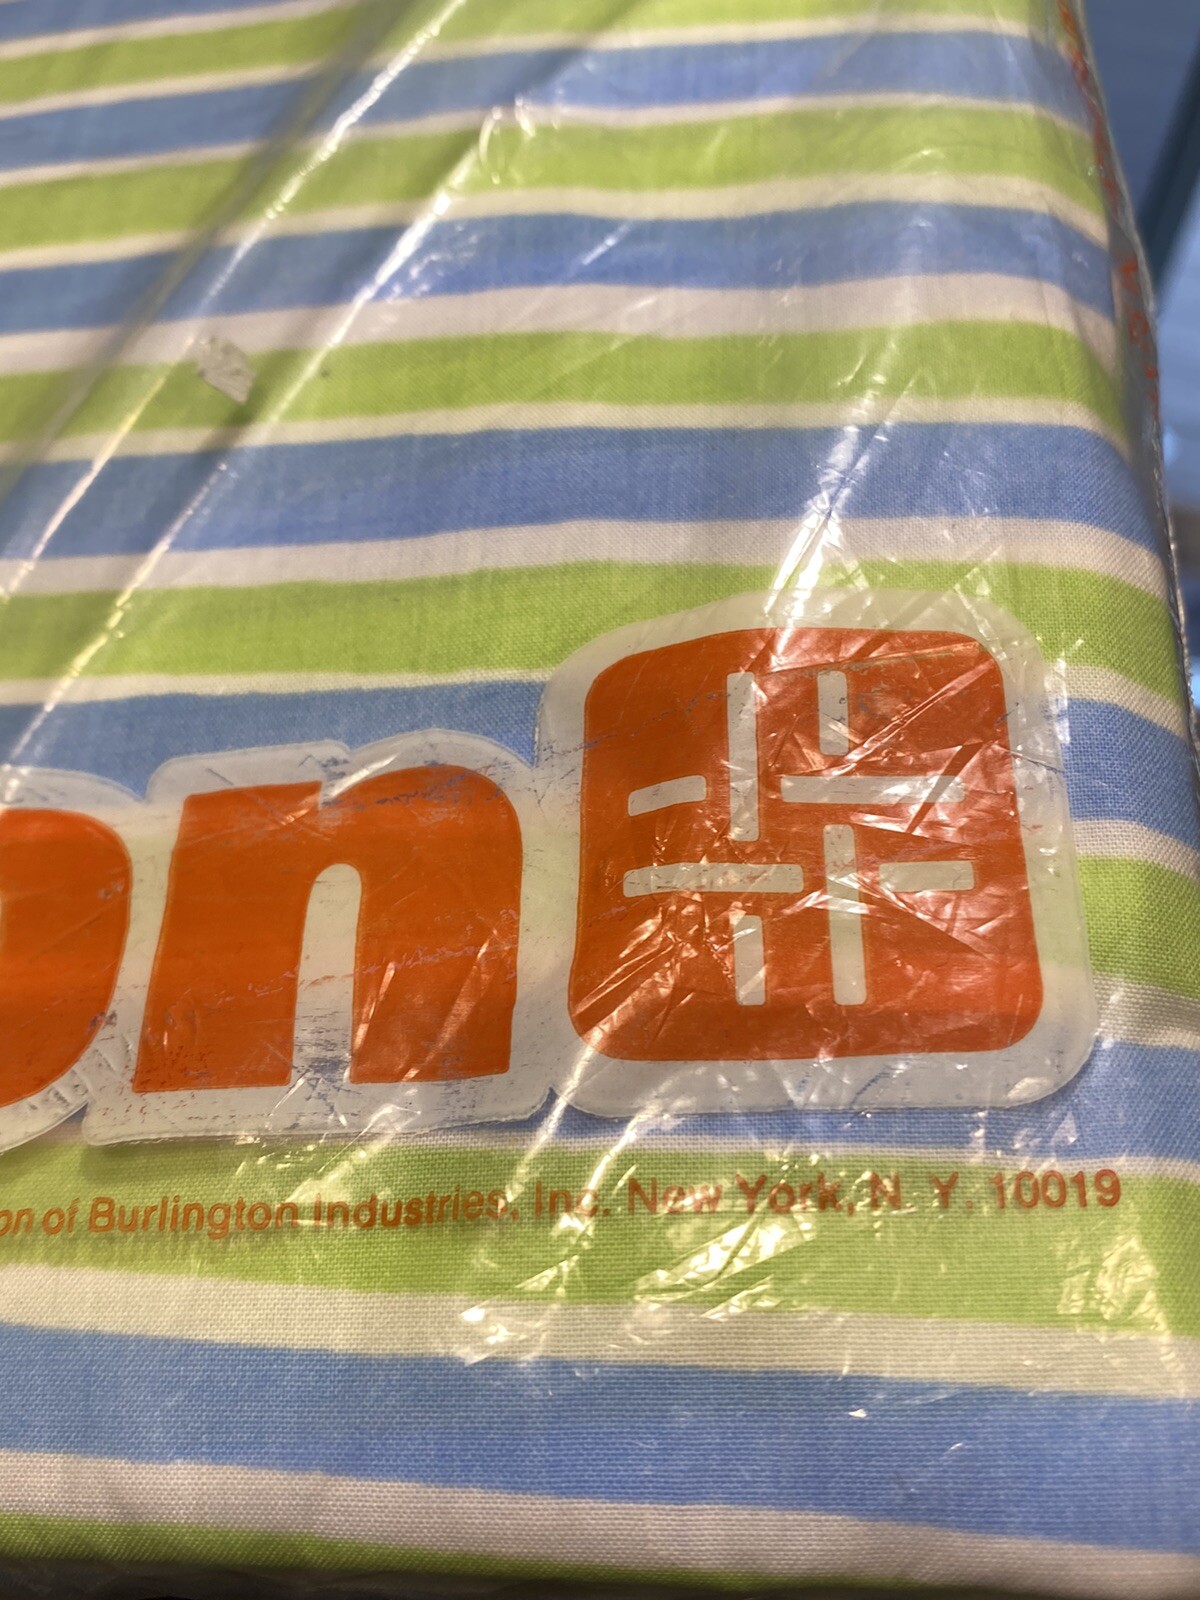 on
on of Burlington Industries, Inc. New York, N. Y. 10019